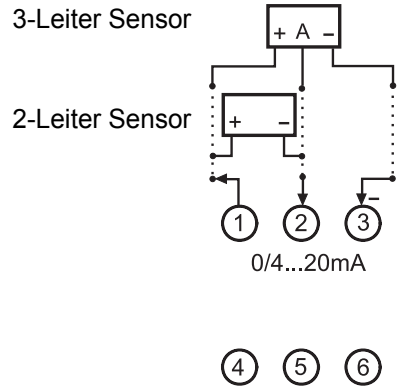 3-Leiter Sensor
+ A –
2-Leiter Sensor
+ –
–
1 2 3
0/4...20mA
4 5 6